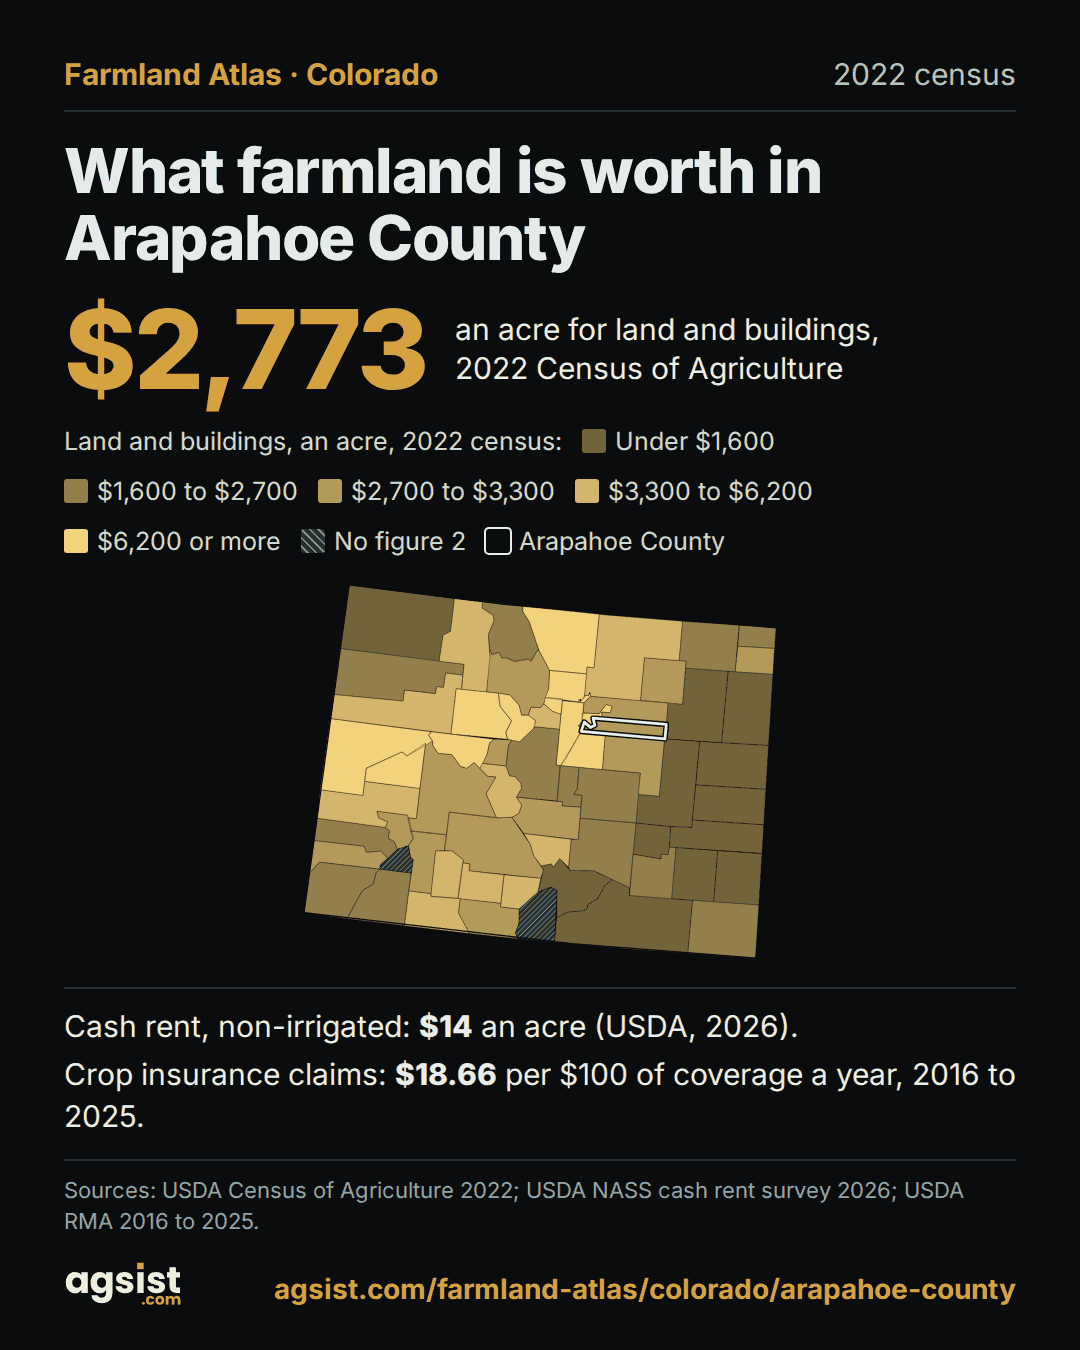 Farmland Atlas · Colorado
2022 census
What farmland is worth in
Arapahoe County
$2,773
an acre for land and buildings,
2022 Census of Agriculture
Land and buildings, an acre, 2022 census: Under $1,600
$1,600 to $2,700 $2,700 to $3,300 $3,300 to $6,200
$6,200 or more No figure 2 Arapahoe County
Cash rent, non-irrigated: $14 an acre (USDA, 2026).
Crop insurance claims: $18.66 per $100 of coverage a year, 2016 to
2025.
Sources: USDA Census of Agriculture 2022; USDA NASS cash rent survey 2026; USDA
RMA 2016 to 2025.
agsist
.com
agsist.com/farmland-atlas/colorado/arapahoe-county